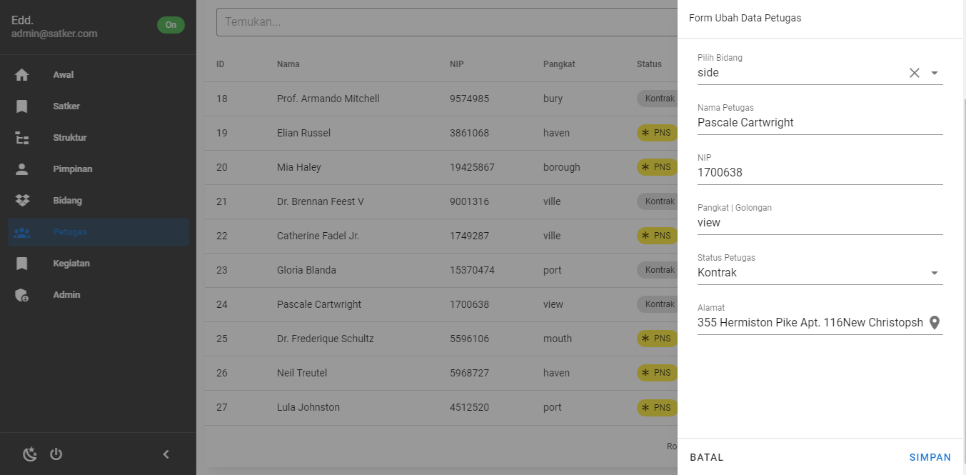 Edd.
admin@satker.com
On
Awal
Satker
Struktur
Pimpinan
Bidang
Petugas
Kegiatan
Admin
Temukan...
ID Nama NIP Pangkat Status
18 Prof. Armando Mitchell 9574985 bury Kontrak
19 Elian Russel 3861068 haven PNS
20 Mia Haley 19425867 borough PNS
21 Dr. Brennan Feest V 9001316 ville Kontrak
22 Catherine Fadel Jr. 1749287 ville PNS
23 Gloria Blanda 15370474 port Kontrak
24 Pascale Cartwright 1700638 view Kontrak
25 Dr. Frederique Schultz 5596106 mouth PNS
26 Neil Treutel 5968727 haven PNS
27 Lula Johnston 4512520 port PNS
Ro
Form Ubah Data Petugas
Pilih Bidang
side
Nama Petugas
Pascale Cartwright
NIP
1700638
Pangkat | Golongan
view
Status Petugas
Kontrak
Alamat
355 Hermiston Pike Apt. 116New Christopsh
BATAL SIMPAN